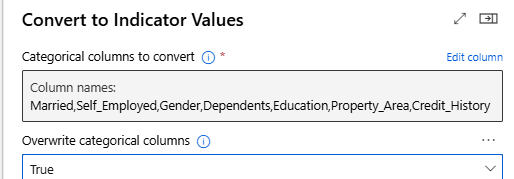 Convert to Indicator Values
Categorical columns to convert * Edit column
Column names:
Married,Self_Employed,Gender,Dependents,Education,Property_Area,Credit_History
Overwrite categorical columns
True